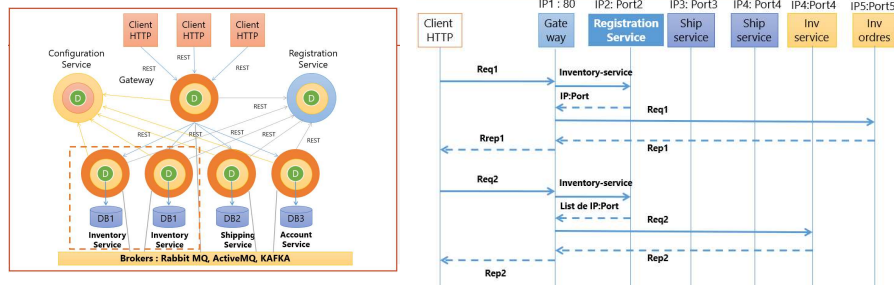 Client
HTTP
Client
HTTP
Client
HTTP
Configuration
Service
Registration
Service
Gateway
REST
REST
REST
REST
REST
REST
REST
REST
REST
D
D
D
D
D
D
D
DB1
DB1
DB2
DB3
Inventory
Service
Inventory
Service
Shipping
Service
Account
Service
Brokers : Rabbit MQ, ActiveMQ, KAFKA
IP1 : 80
IP2: Port2
IP3: Port3
IP4: Port4
IP4:Port4
IP5:Port5
Client
HTTP
Gate
way
Registration
Service
Ship
service
Ship
service
Inv
service
Inv
ordres
Req1
Inventory-service
IP:Port
Req1
Rrep1
Rep1
Req2
Inventory-service
List de IP:Port
Req2
Rep2
Rep2